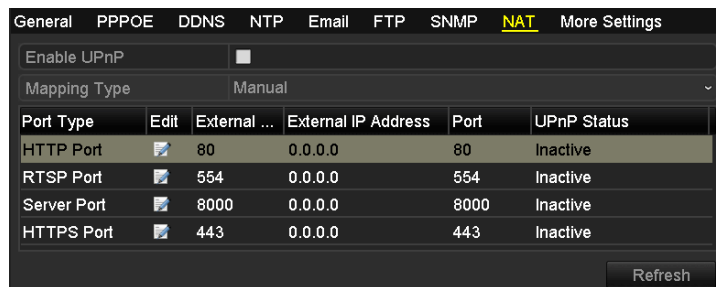 General PPPOE DDNS NTP Email FTP SNMP NAT More Settings
Enable UPnP
Mapping Type Manual
Port Type Edit External ... External IP Address Port UPnP Status
HTTP Port 80 0.0.0.0 80 Inactive
RTSP Port 554 0.0.0.0 554 Inactive
Server Port 8000 0.0.0.0 8000 Inactive
HTTPS Port 443 0.0.0.0 443 Inactive
Refresh